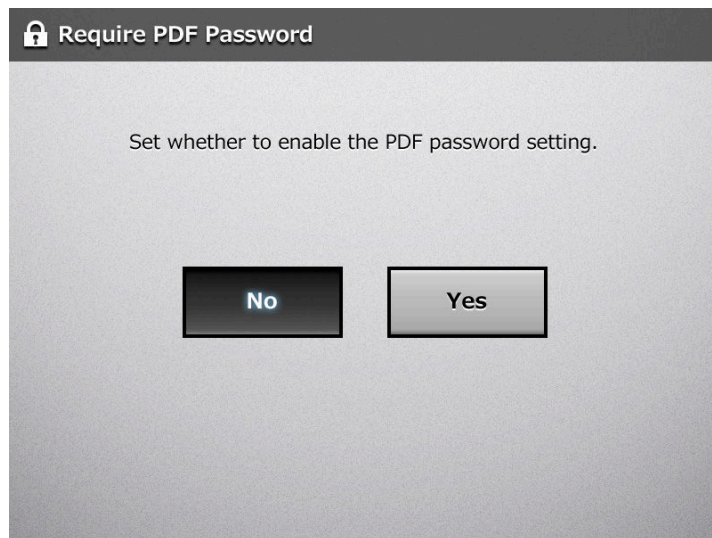 Require PDF Password
Set whether to enable the PDF password setting.
No
Yes